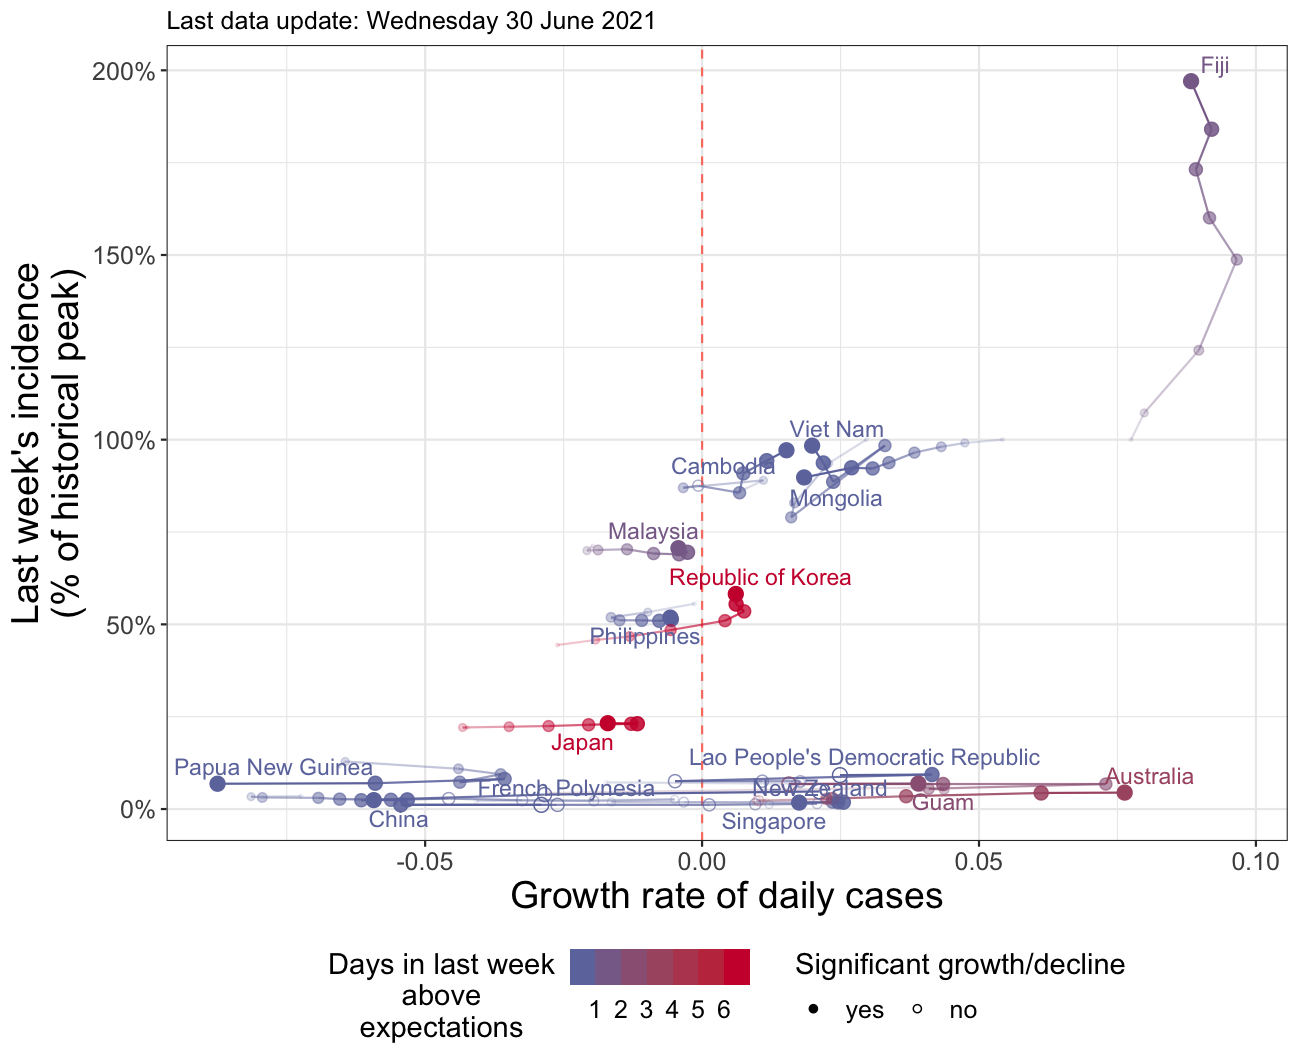 Last data update: Wednesday 30 June 2021
Last week's incidence
(% of historical peak)
200%
150%
100%
50%
0%
Fiji
Viet Nam
Cambodia
Mongolia
Malaysia
Republic of Korea
Philippines
Japan
Lao People's Democratic Republic
Papua New Guinea
Australia
French Polynesia
New Zealand
Guam
China
Singapore
-0.05
0.00
0.05
0.10
Growth rate of daily cases
Days in last week
above
expectations
1 2 3 4 5 6
Significant growth/decline
yes
no